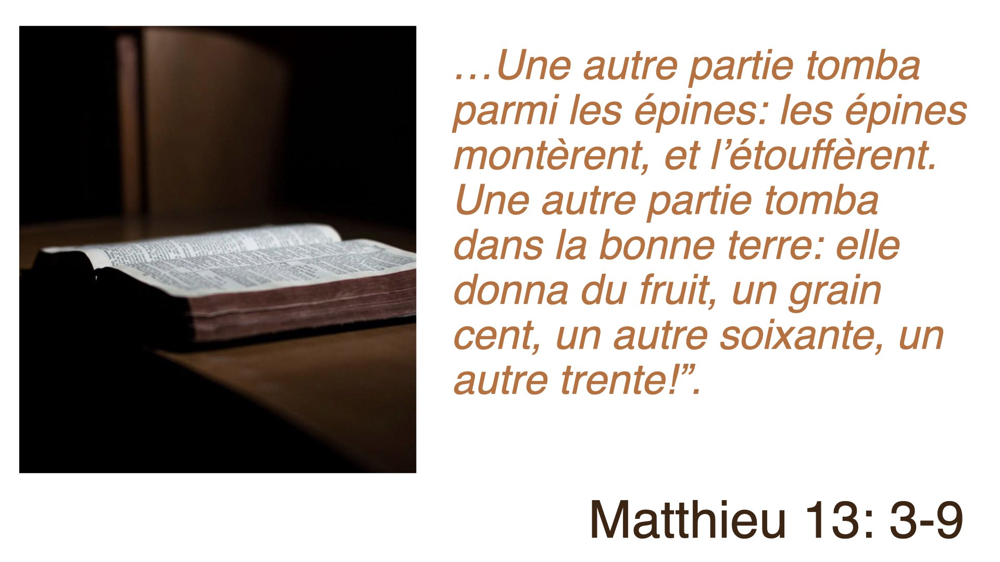 …Une autre partie tomba
parmi les épines: les épines
montèrent, et l’étouffèrent.
Une autre partie tomba
dans la bonne terre: elle
donna du fruit, un grain
cent, un autre soixante, un
autre trente!”.
Matthieu 13: 3-9